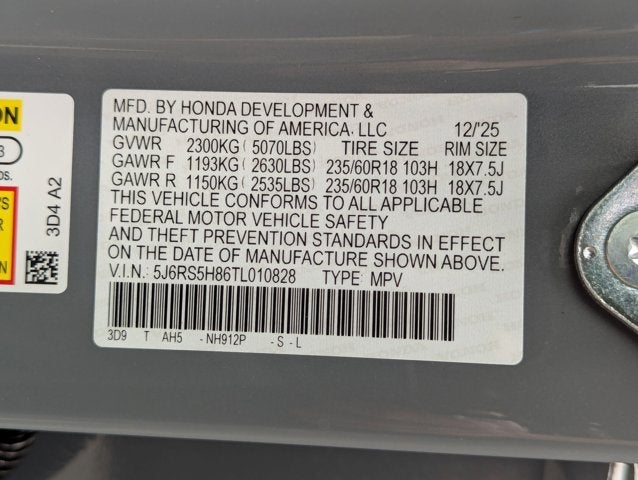 ON
3
DS.
'S
R
N
3D4 A2
MFD. BY HONDA DEVELOPMENT &
MANUFACTURING OF AMERICA, LLC 12/'25
GVWR 2300KG( 5070LBS) TIRE SIZE RIM SIZE
GAWR F 1193KG( 2630LBS) 235/60R18 103H 18X7.5J
GAWR R 1150KG( 2535LBS) 235/60R18 103H 18X7.5J
THIS VEHICLE CONFORMS TO ALL APPLICABLE
FEDERAL MOTOR VEHICLE SAFETY
AND THEFT PREVENTION STANDARDS IN EFFECT
ON THE DATE OF MANUFACTURE SHOWN ABOVE.
V.I.N.: 5J6RS5H86TL010828 TYPE: MPV
3D9 T AH5 - NH912P - S - L